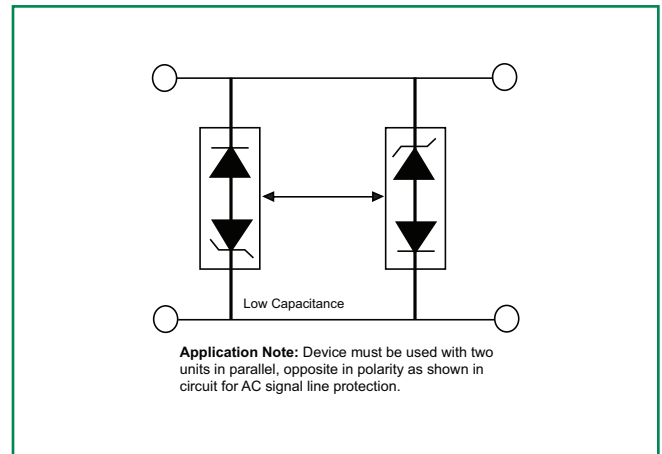 Low Capacitance
Application Note: Device must be used with two
units in parallel, opposite in polarity as shown in
circuit for AC signal line protection.